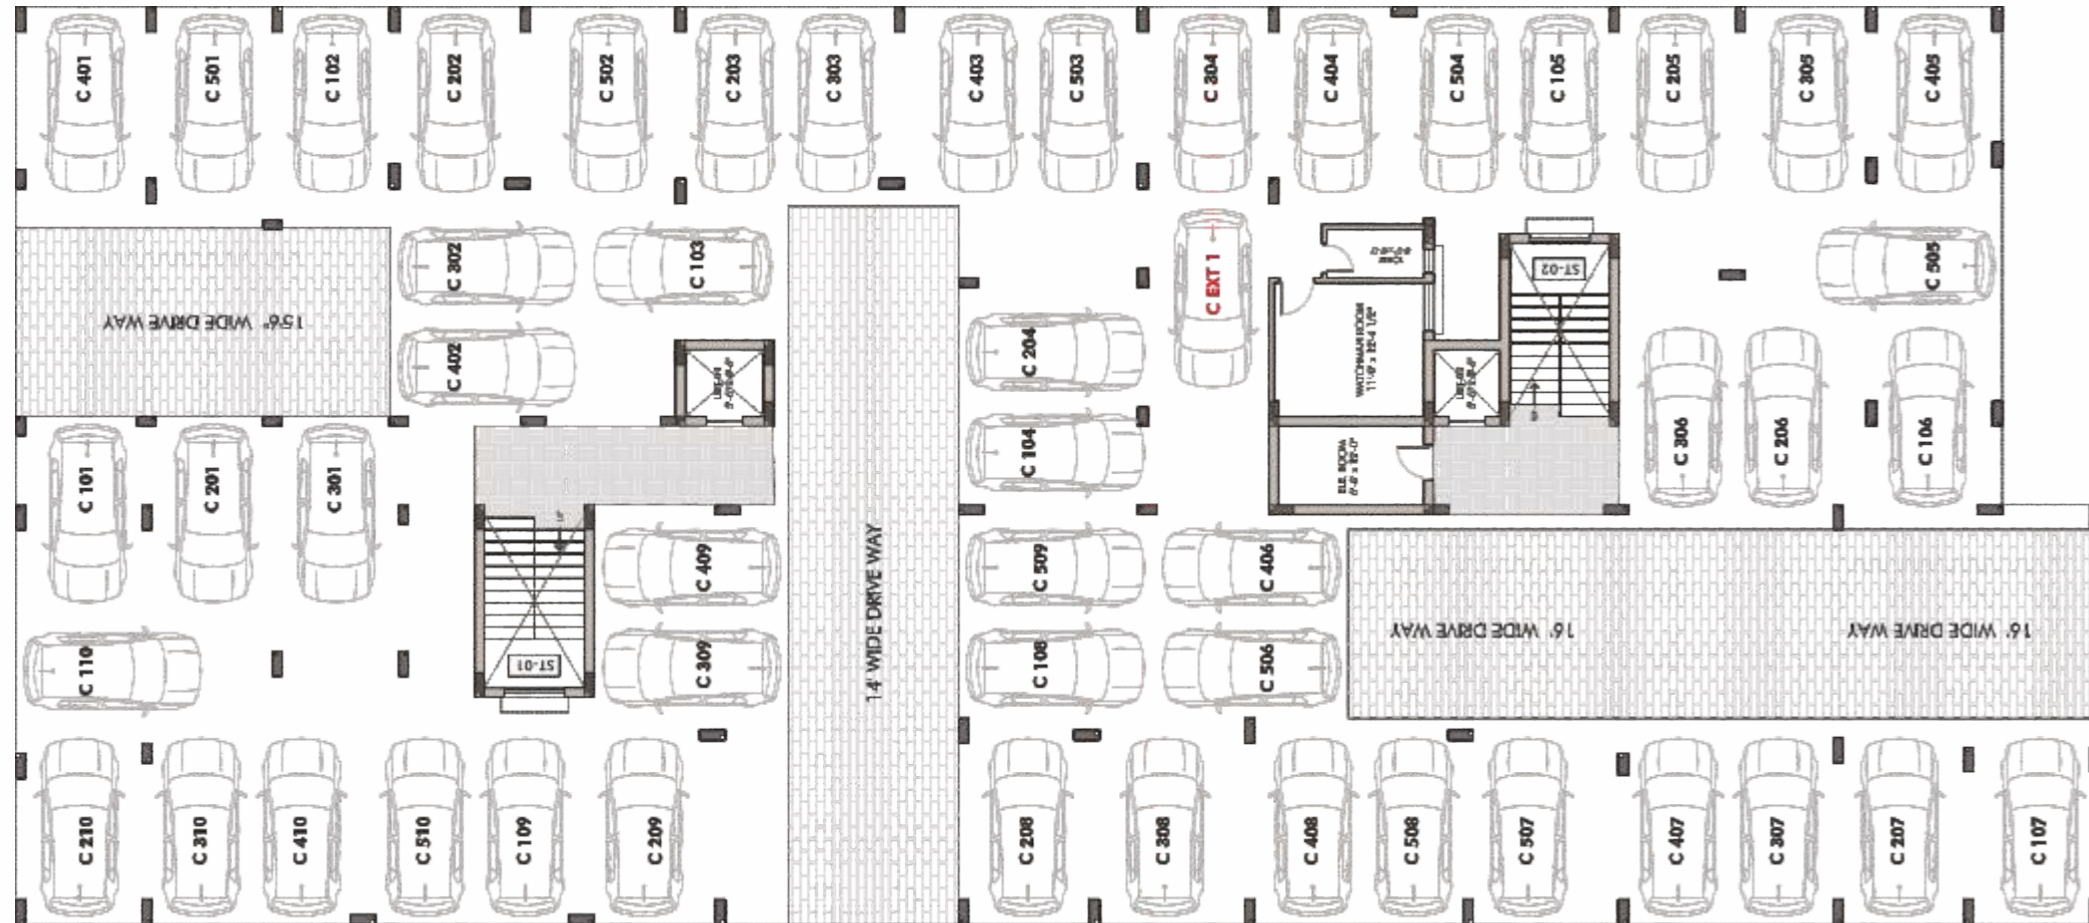 C 401
C 501
C 102
C 202
C 502
C 203
C 303
C 403
C 503
C 304
C 404
C 504
C 105
C 205
C 305
C 405
C 302
C 103
C EXT 1
ST-02
C 505
15'6" WIDE DRIVE WAY
C 402
C 204
WATCHMAN ROOM
C 306
C 206
C 106
C 101
C 201
C 301
C 104
ELE. ROOM
14' WIDE DRIVE WAY
C 409
C 509
C 406
C 110
ST-01
C 309
C 108
C 506
16' WIDE DRIVE WAY
16' WIDE DRIVE WAY
C 210
C 310
C 410
C 510
C 109
C 209
C 208
C 308
C 408
C 508
C 507
C 407
C 307
C 207
C 107